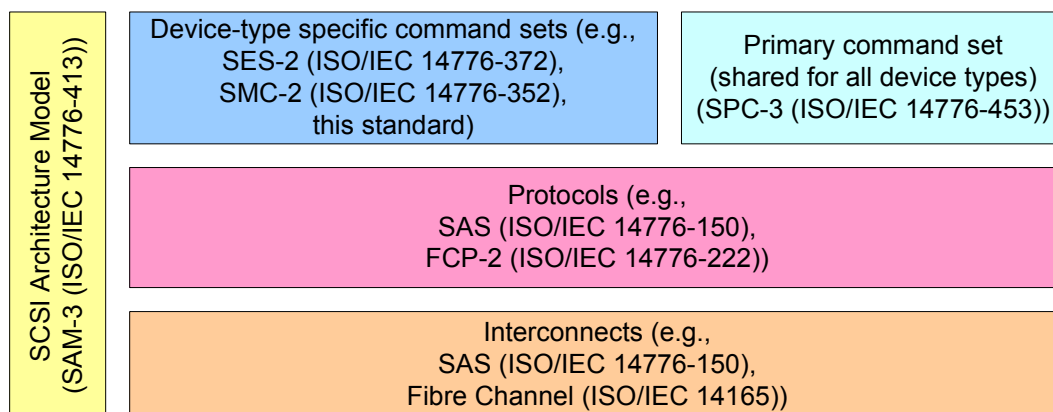 SCSI Architecture Model
(SAM-3 (ISO/IEC 14776-413))
Device-type specific command sets (e.g.,
SES-2 (ISO/IEC 14776-372),
SMC-2 (ISO/IEC 14776-352),
this standard)
Primary command set
(shared for all device types)
(SPC-3 (ISO/IEC 14776-453))
Protocols (e.g.,
SAS (ISO/IEC 14776-150),
FCP-2 (ISO/IEC 14776-222))
Interconnects (e.g.,
SAS (ISO/IEC 14776-150),
Fibre Channel (ISO/IEC 14165))